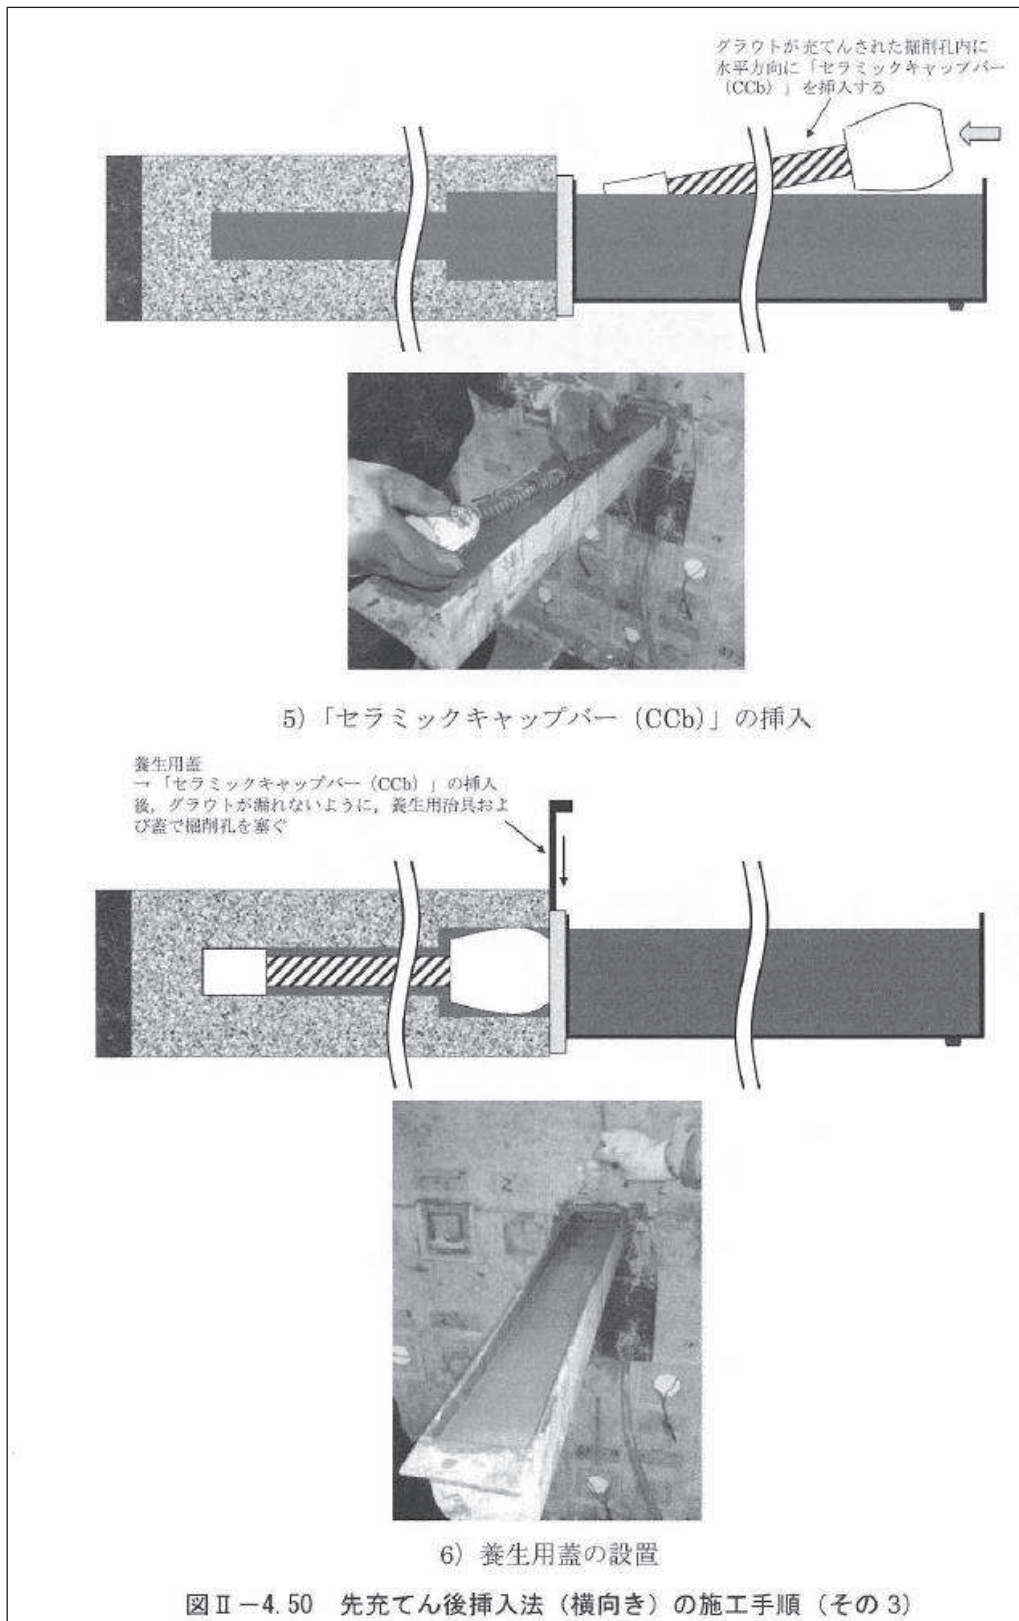 グラウトが充てんされた掘削孔内に
水平方向に「セラミックキャップバー
（CCb）」を挿入する
5）「セラミックキャップバー（CCb）」の挿入
養生用蓋
→「セラミックキャップバー（CCb）」の挿入
後，グラウトが漏れないように，養生用治具およ
び蓋で掘削孔を塞ぐ
6）養生用蓋の設置
図Ⅱ－4.50　先充てん後挿入法（横向き）の施工手順（その3）